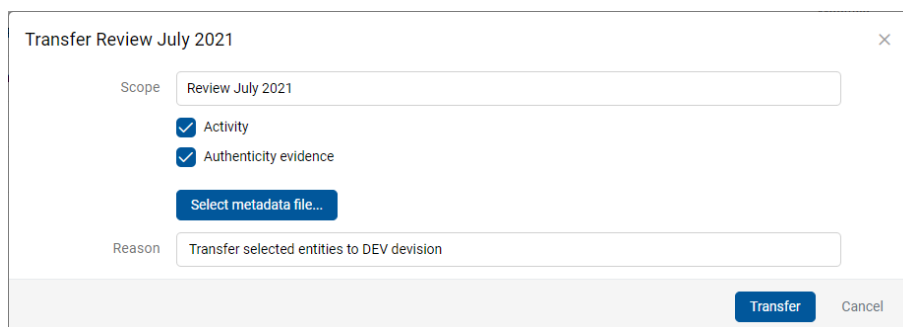 Transfer Review July 2021
Scope
Review July 2021
Activity
Authenticity evidence
Select metadata file...
Reason
Transfer selected entities to DEV devision
Transfer
Cancel